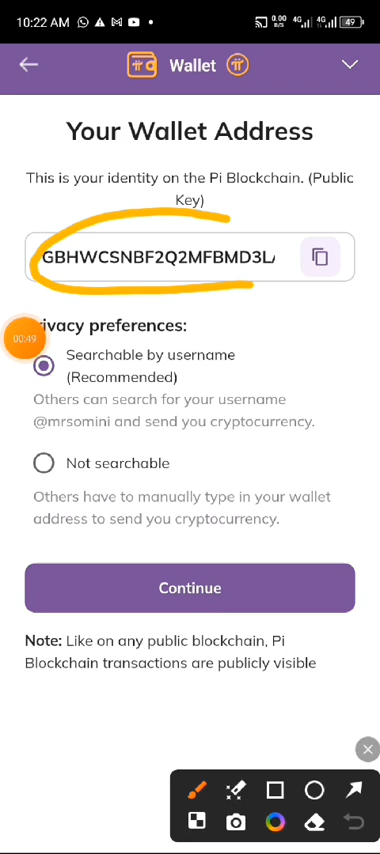 10:22 AM
0.00
B/S
4G
4G
49
Wallet
Your Wallet Address
This is your identity on the Pi Blockchain. (Public
Key)
GBHWCSNBF2Q2MFBMD3L
00:49
ivacy preferences:
Searchable by username
(Recommended)
Others can search for your username
@mrsomini and send you cryptocurrency.
Not searchable
Others have to manually type in your wallet
address to send you cryptocurrency.
Continue
Note: Like on any public blockchain, Pi
Blockchain transactions are publicly visible